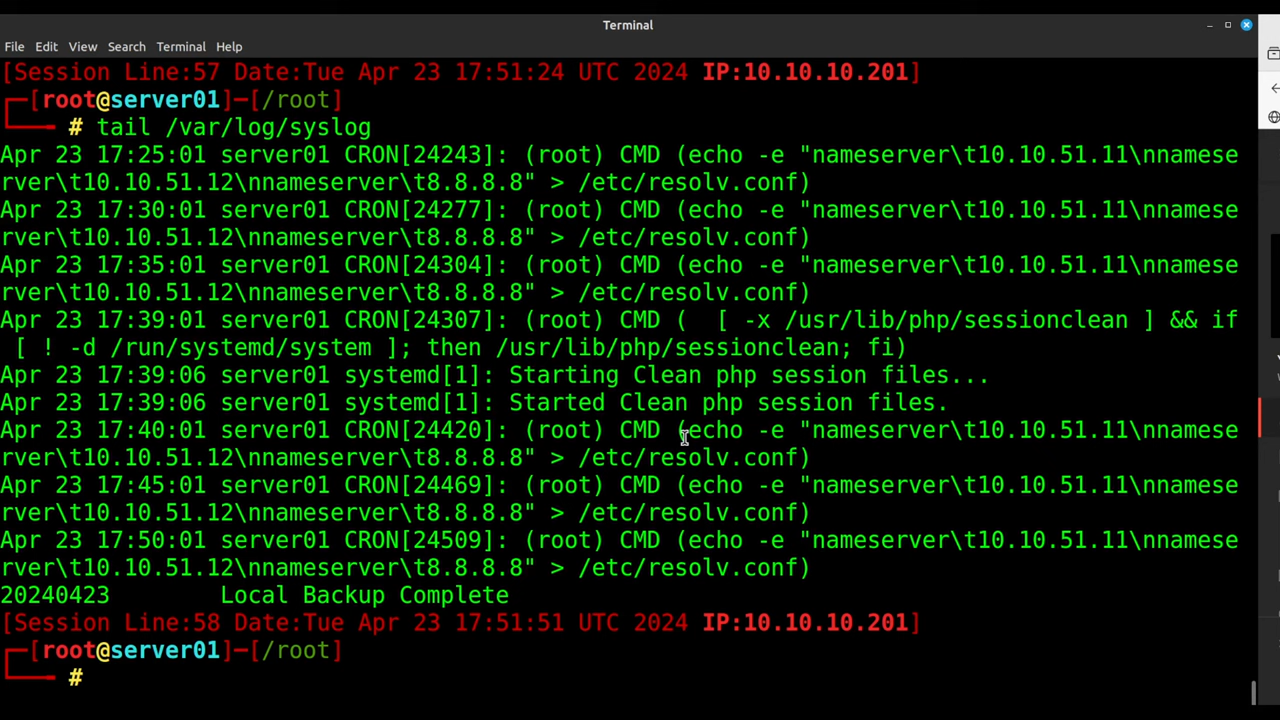 Terminal
File Edit View Search Terminal Help
[Session Line:57 Date:Tue Apr 23 17:51:24 UTC 2024 IP:10.10.10.201]
┌─[root@server01]─[/root]
└─── # tail /var/log/syslog
Apr 23 17:25:01 server01 CRON[24243]: (root) CMD (echo -e "nameserver\t10.10.51.11\nnamese
rver\t10.10.51.12\nnameserver\t8.8.8.8" > /etc/resolv.conf)
Apr 23 17:30:01 server01 CRON[24277]: (root) CMD (echo -e "nameserver\t10.10.51.11\nnamese
rver\t10.10.51.12\nnameserver\t8.8.8.8" > /etc/resolv.conf)
Apr 23 17:35:01 server01 CRON[24304]: (root) CMD (echo -e "nameserver\t10.10.51.11\nnamese
rver\t10.10.51.12\nnameserver\t8.8.8.8" > /etc/resolv.conf)
Apr 23 17:39:01 server01 CRON[24307]: (root) CMD (  [ -x /usr/lib/php/sessionclean ] && if
 [ ! -d /run/systemd/system ]; then /usr/lib/php/sessionclean; fi)
Apr 23 17:39:06 server01 systemd[1]: Starting Clean php session files...
Apr 23 17:39:06 server01 systemd[1]: Started Clean php session files.
Apr 23 17:40:01 server01 CRON[24420]: (root) CMD (echo -e "nameserver\t10.10.51.11\nnamese
rver\t10.10.51.12\nnameserver\t8.8.8.8" > /etc/resolv.conf)
Apr 23 17:45:01 server01 CRON[24469]: (root) CMD (echo -e "nameserver\t10.10.51.11\nnamese
rver\t10.10.51.12\nnameserver\t8.8.8.8" > /etc/resolv.conf)
Apr 23 17:50:01 server01 CRON[24509]: (root) CMD (echo -e "nameserver\t10.10.51.11\nnamese
rver\t10.10.51.12\nnameserver\t8.8.8.8" > /etc/resolv.conf)
20240423        Local Backup Complete
[Session Line:58 Date:Tue Apr 23 17:51:51 UTC 2024 IP:10.10.10.201]
┌─[root@server01]─[/root]
└─── #